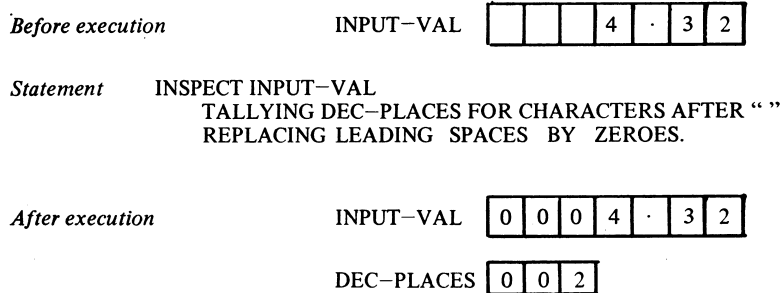 Before execution INPUT–VAL 4 · 3 2
Statement INSPECT INPUT–VAL
TALLYING DEC–PLACES FOR CHARACTERS AFTER “ ”
REPLACING LEADING SPACES BY ZEROES.
After execution INPUT–VAL 0 0 0 4 · 3 2
DEC–PLACES 0 0 2